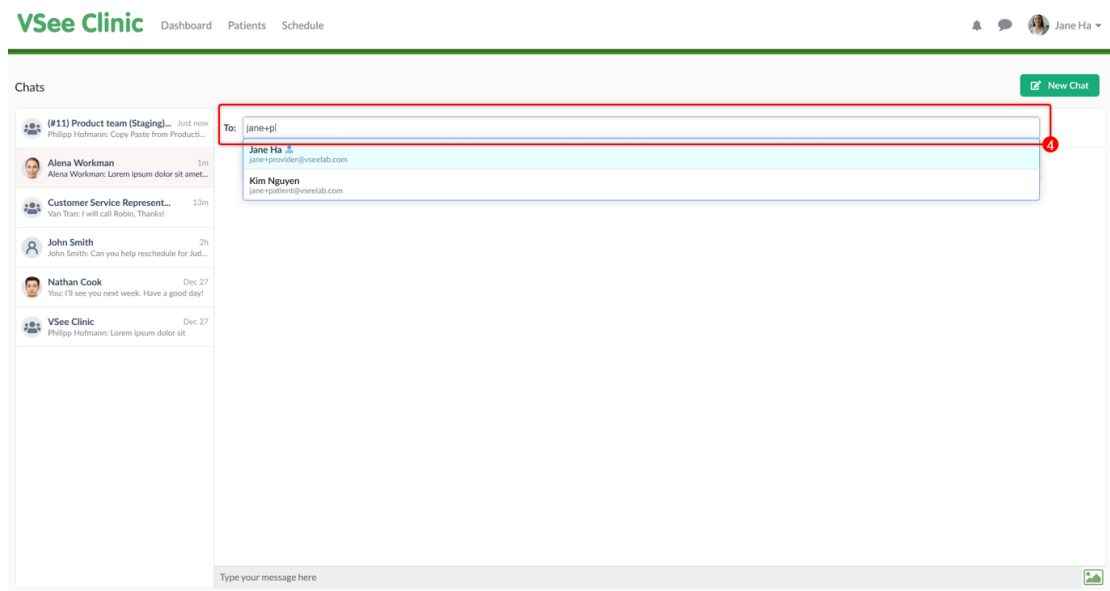 VSee Clinic Dashboard Patients Schedule Jane Ha
Chats
New Chat
(#11) Product team (Staging)... Just now
Philipp Hofmann: Copy Paste from Producti...
Alena Workman 1m
Alena Workman: Lorem ipsum dolor sit amet...
Customer Service Represent... 13m
Van Tran: I will call Robin, Thanks!
John Smith 2h
John Smith: Can you help reschedule for Jud...
Nathan Cook Dec 27
You: I'll see you next week. Have a good day!
VSee Clinic Dec 27
Philipp Hofmann: Lorem ipsum dolor sit
To: jane+p
4
Jane Ha
jane+provider@vseelab.com
Kim Nguyen
jane+patient@vseelab.com
Type your message here